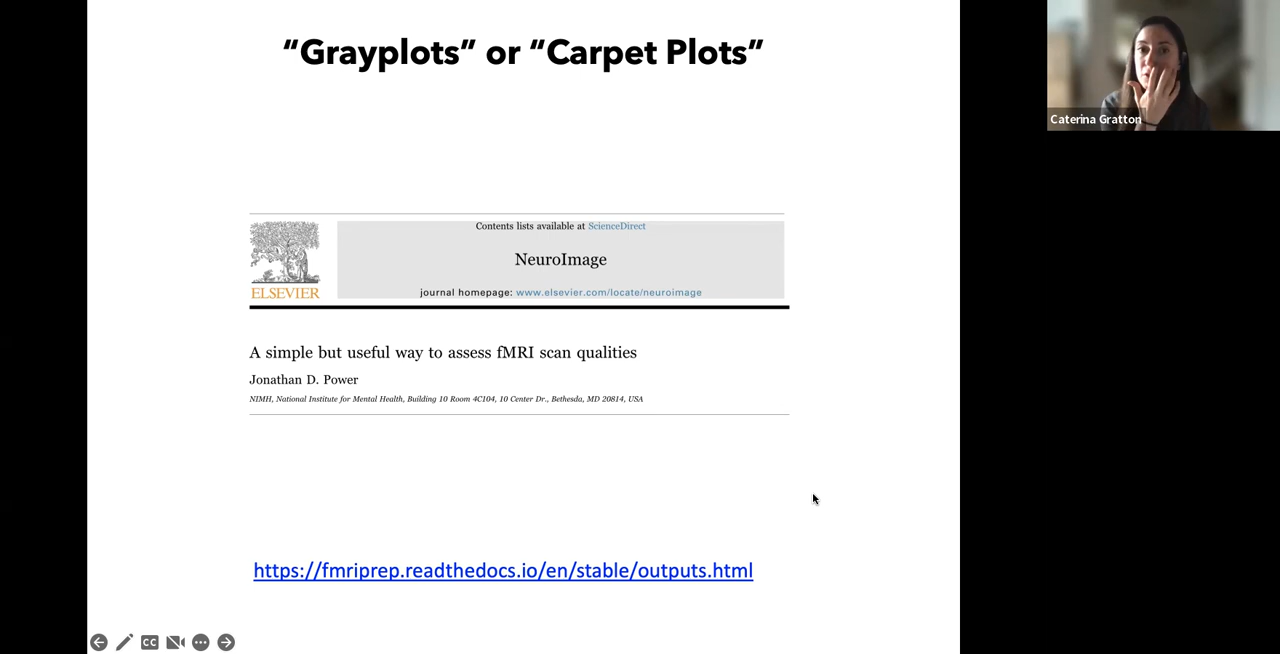 “Grayplots” or “Carpet Plots”
Caterina Gratton
Contents lists available at ScienceDirect
NeuroImage
journal homepage: www.elsevier.com/locate/neuroimage
ELSEVIER
A simple but useful way to assess fMRI scan qualities
Jonathan D. Power
NIMH, National Institute for Mental Health, Building 10 Room 4C104, 10 Center Dr., Bethesda, MD 20814, USA
https://fmriprep.readthedocs.io/en/stable/outputs.html
CC